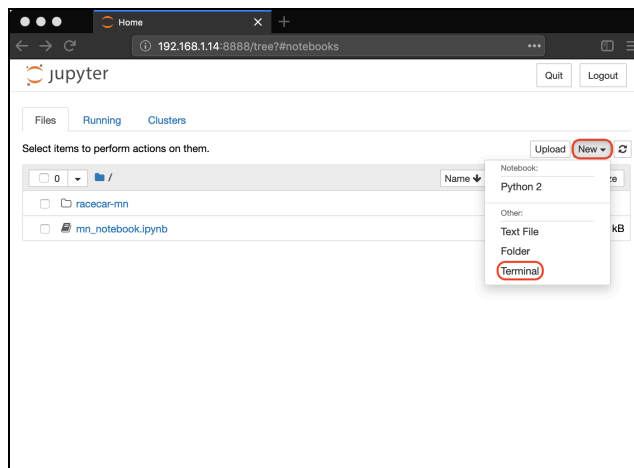 Home
192.168.1.14:8888/tree?#notebooks
jupyter
Quit Logout
Files Running Clusters
Select items to perform actions on them.
Upload New
0 / Name ze
Notebook:
Python 2
Other:
Text File
Folder
Terminal
racecar-mn
mn_notebook.ipynb kB